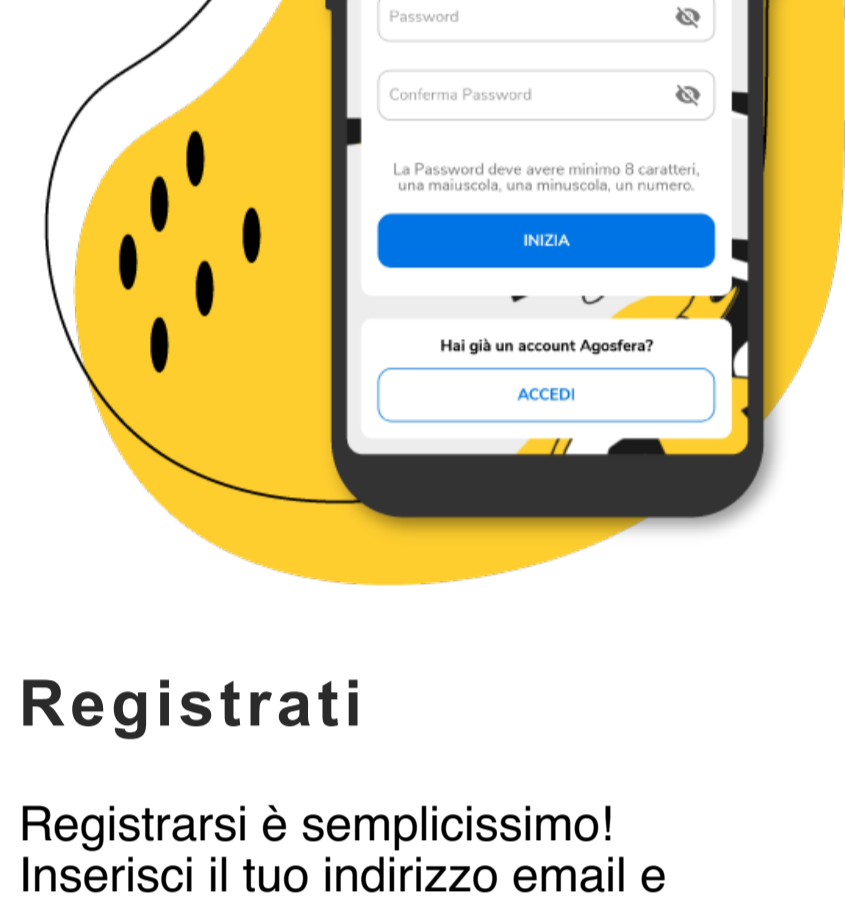 Password
Conferma Password
La Password deve avere minimo 8 caratteri,
una maiuscola, una minuscola, un numero.
INIZIA
Hai già un account Agosfera?
ACCEDI
Registrati
Registrarsi è semplicissimo!
Inserisci il tuo indirizzo email e